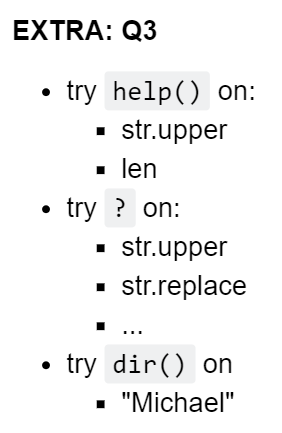 EXTRA: Q3
try help() on:
str.upper
len
try ? on:
str.upper
str.replace
...
try dir() on
"Michael"